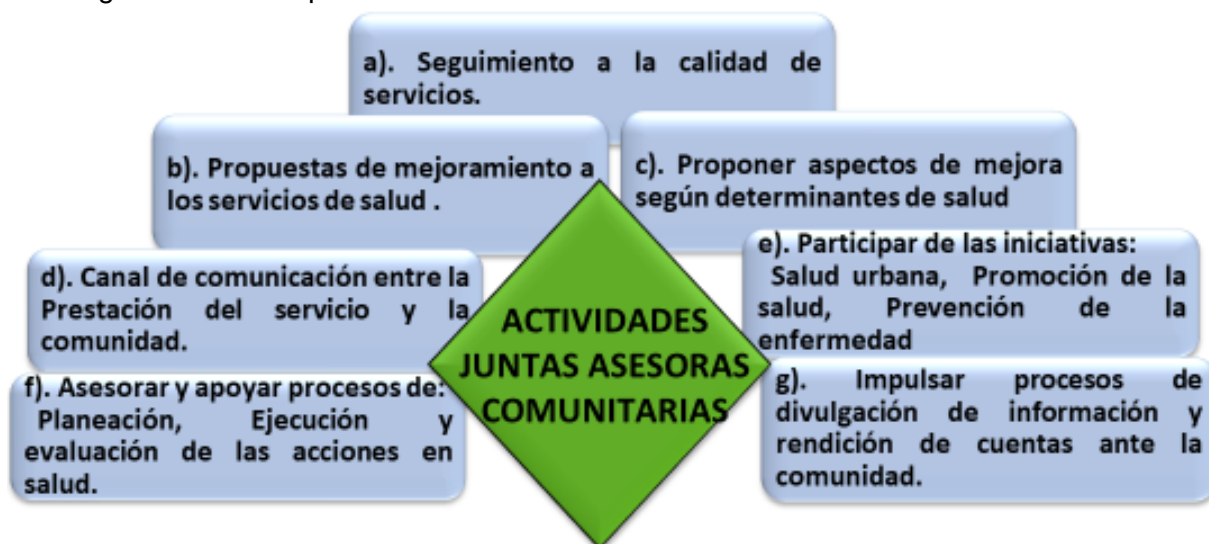 a). Seguimiento a la calidad de
servicios.
b). Propuestas de mejoramiento a
los servicios de salud .
c). Proponer aspectos de mejora
según determinantes de salud
d). Canal de comunicación entre la
Prestación del servicio y la
comunidad.
e). Participar de las iniciativas:
Salud urbana, Promoción de la
salud, Prevención de la
enfermedad
f). Asesorar y apoyar procesos de:
Planeación, Ejecución y
evaluación de las acciones en
salud.
g). Impulsar procesos de
divulgación de información y
rendición de cuentas ante la
comunidad.
ACTIVIDADES
JUNTAS ASESORAS
COMUNITARIAS